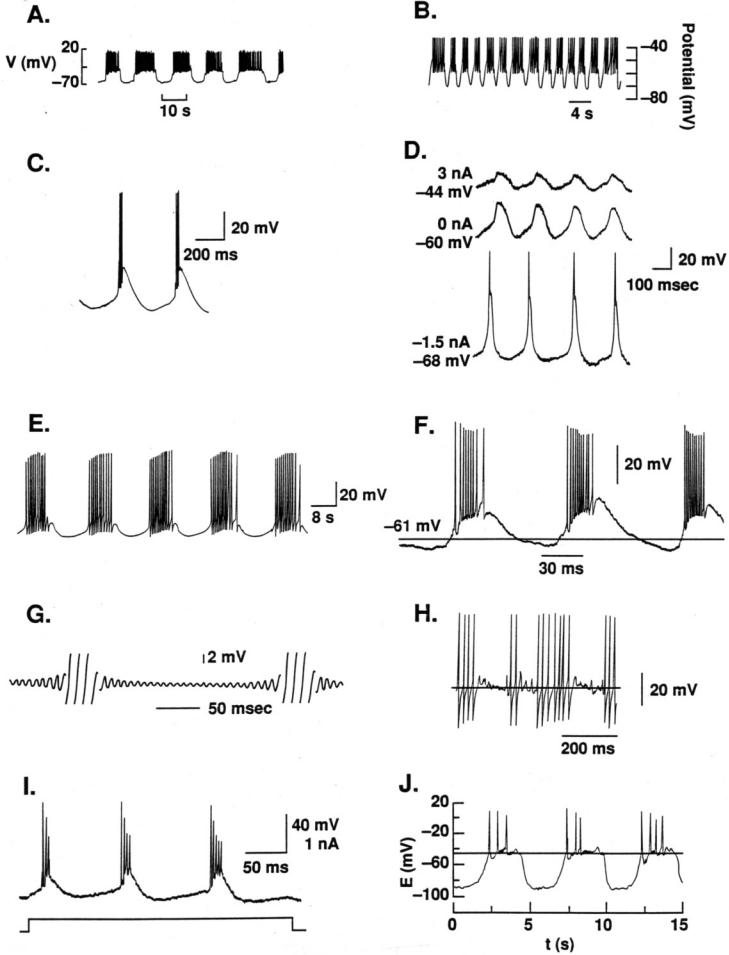 A.
20
V (mV)
–70
10 s
B.
–40
–80
Potential (mV)
4 s
C.
20 mV
200 ms
D.
3 nA
–44 mV
0 nA
–60 mV
20 mV
100 msec
–1.5 nA
–68 mV
E.
20 mV
8 s
F.
20 mV
–61 mV
30 ms
G.
2 mV
50 msec
H.
20 mV
200 ms
I.
40 mV
1 nA
50 ms
J.
20
–20
–60
–100
E (mV)
0
5
10
15
t (s)